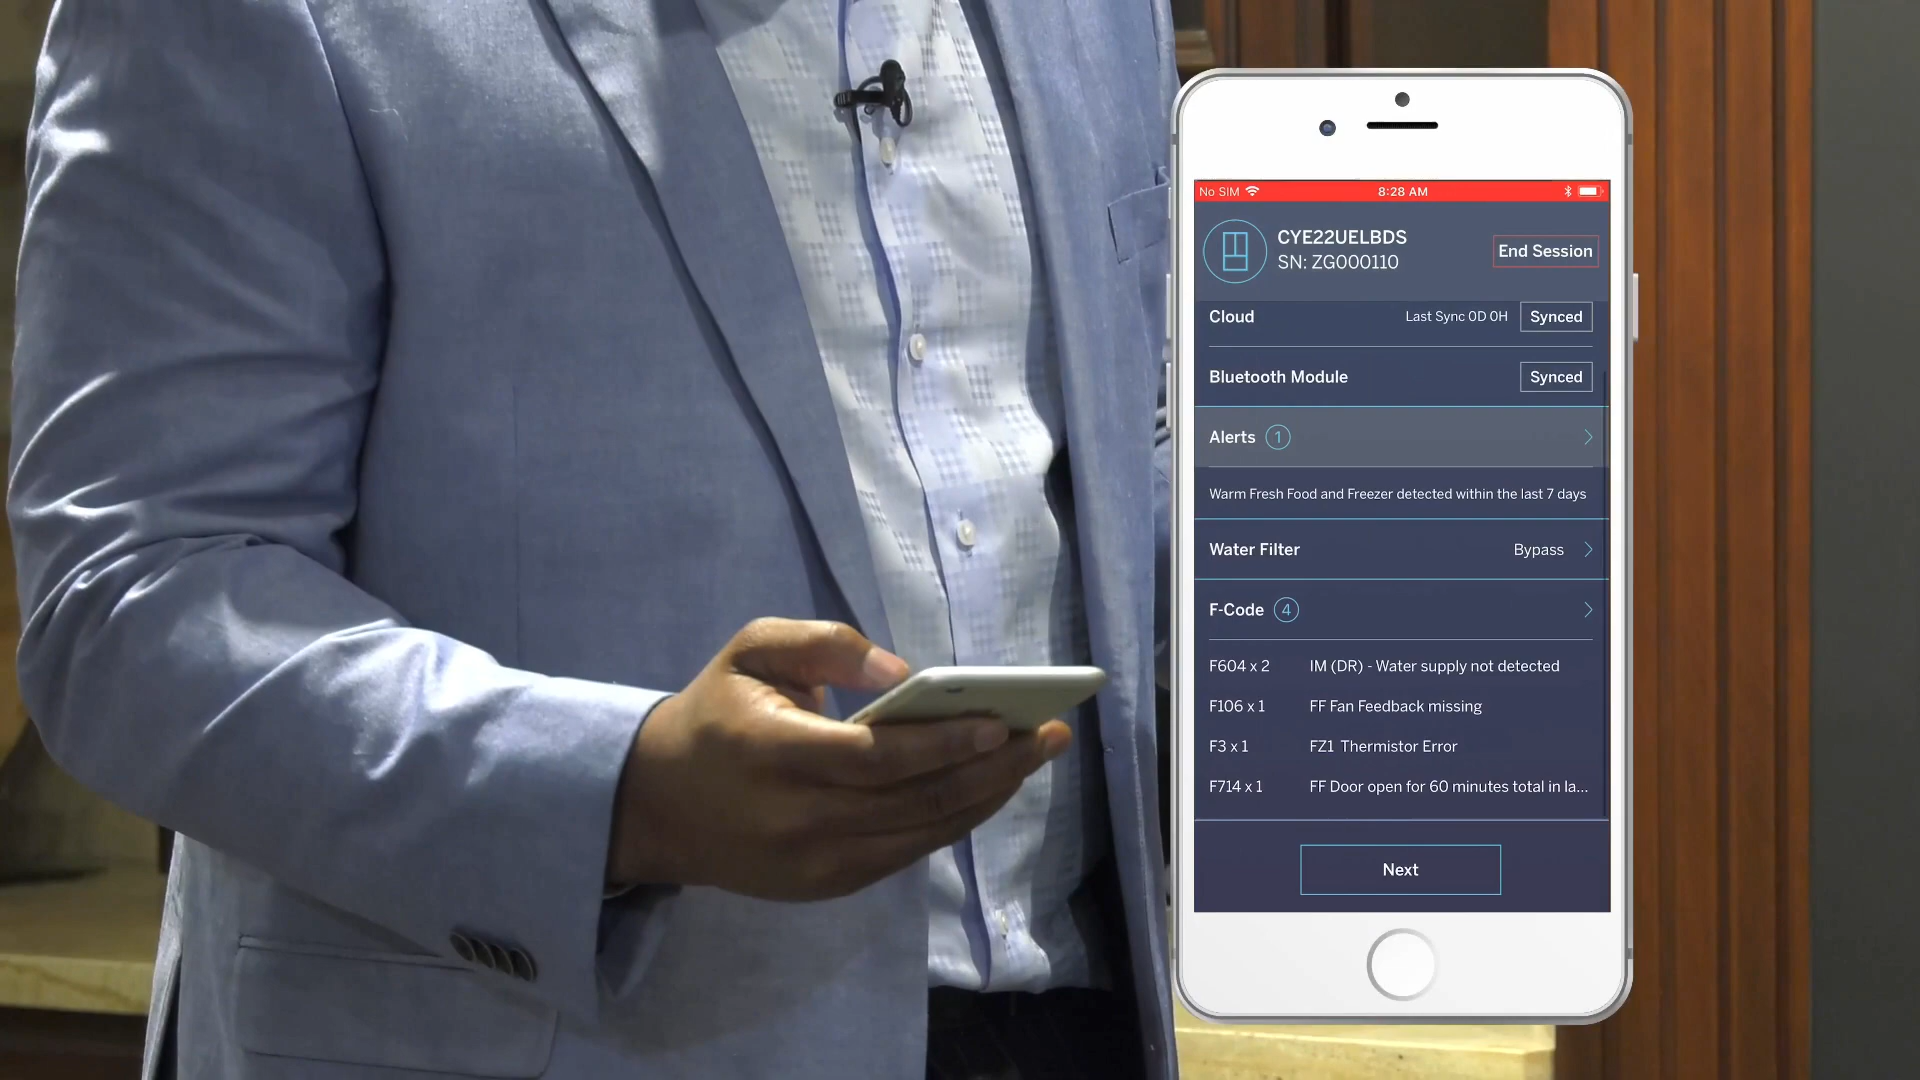 No SIM 8:28 AM
CYE22UELBDS
SN: ZG000110
End Session
Cloud Last Sync 0D 0H Synced
Bluetooth Module Synced
Alerts 1
Warm Fresh Food and Freezer detected within the last 7 days
Water Filter Bypass
F-Code 4
F604 x 2 IM (DR) - Water supply not detected
F106 x 1 FF Fan Feedback missing
F3 x 1 FZ1 Thermistor Error
F714 x 1 FF Door open for 60 minutes total in la...
Next